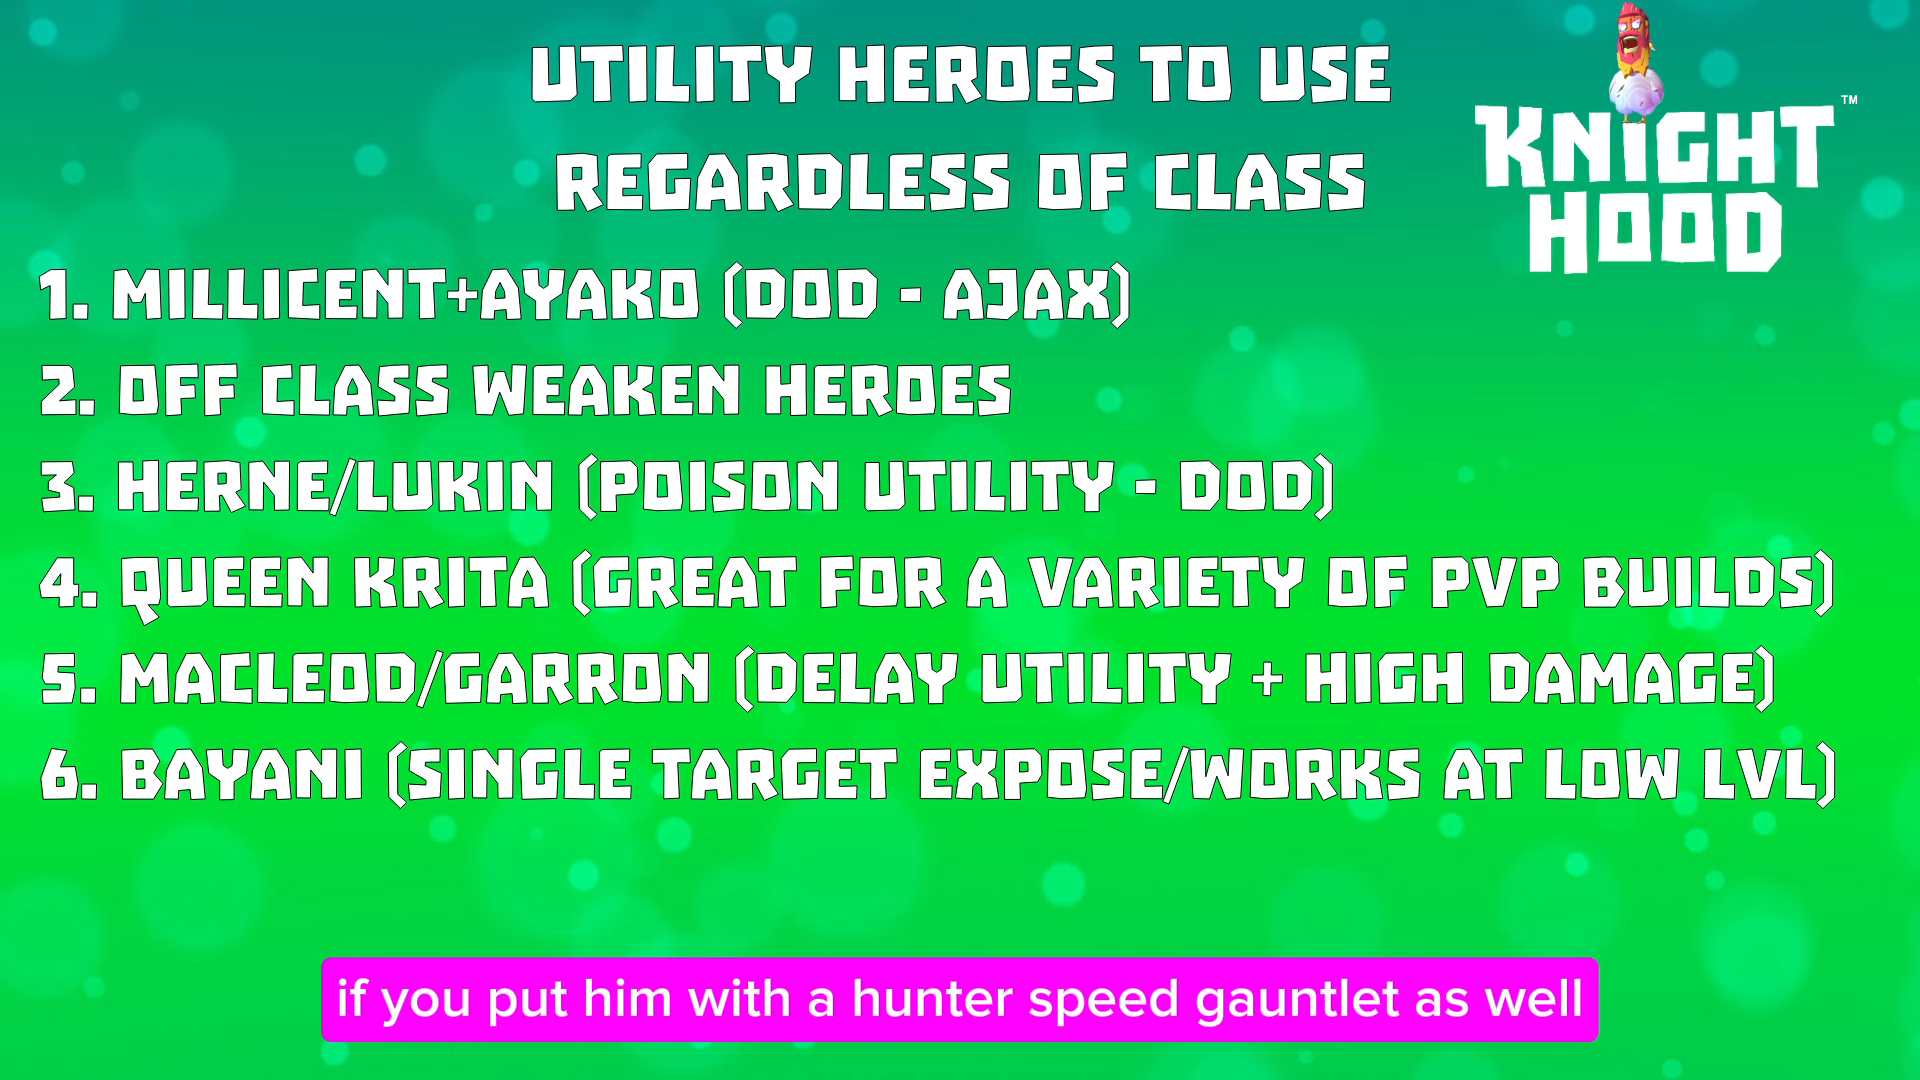 UTILITY HEROES TO USE
REGARDLESS OF CLASS
KNIGHT
HOOD
TM
1. MILLICENT+AYAKO (DOD - AJAX)
2. OFF CLASS WEAKEN HEROES
3. HERNE/LUKIN (POISON UTILITY - DOD)
4. QUEEN KRITA (GREAT FOR A VARIETY OF PVP BUILDS)
5. MACLEOD/GARRON (DELAY UTILITY + HIGH DAMAGE)
6. BAYANI (SINGLE TARGET EXPOSE/WORKS AT LOW LVL)
if you put him with a hunter speed gauntlet as well